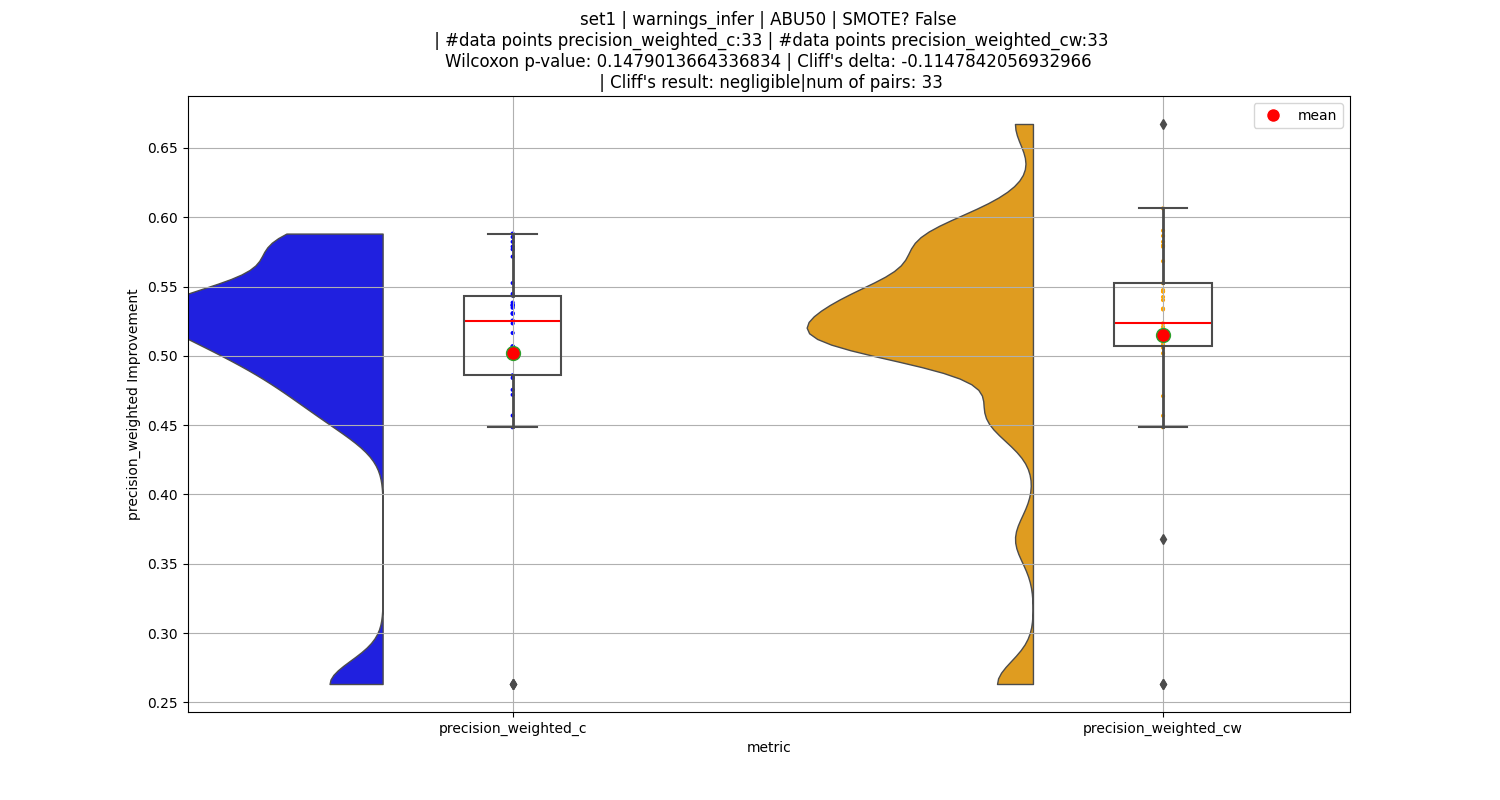 set1 | warnings_infer | ABU50 | SMOTE? False
| #data points precision_weighted_c:33 | #data points precision_weighted_cw:33
Wilcoxon p-value: 0.1479013664336834 | Cliff's delta: -0.1147842056932966
| Cliff's result: negligible|num of pairs: 33
mean
0.65
0.60
0.55
0.50
0.45
0.40
0.35
0.30
0.25
precision_weighted Improvement
precision_weighted_c
precision_weighted_cw
metric